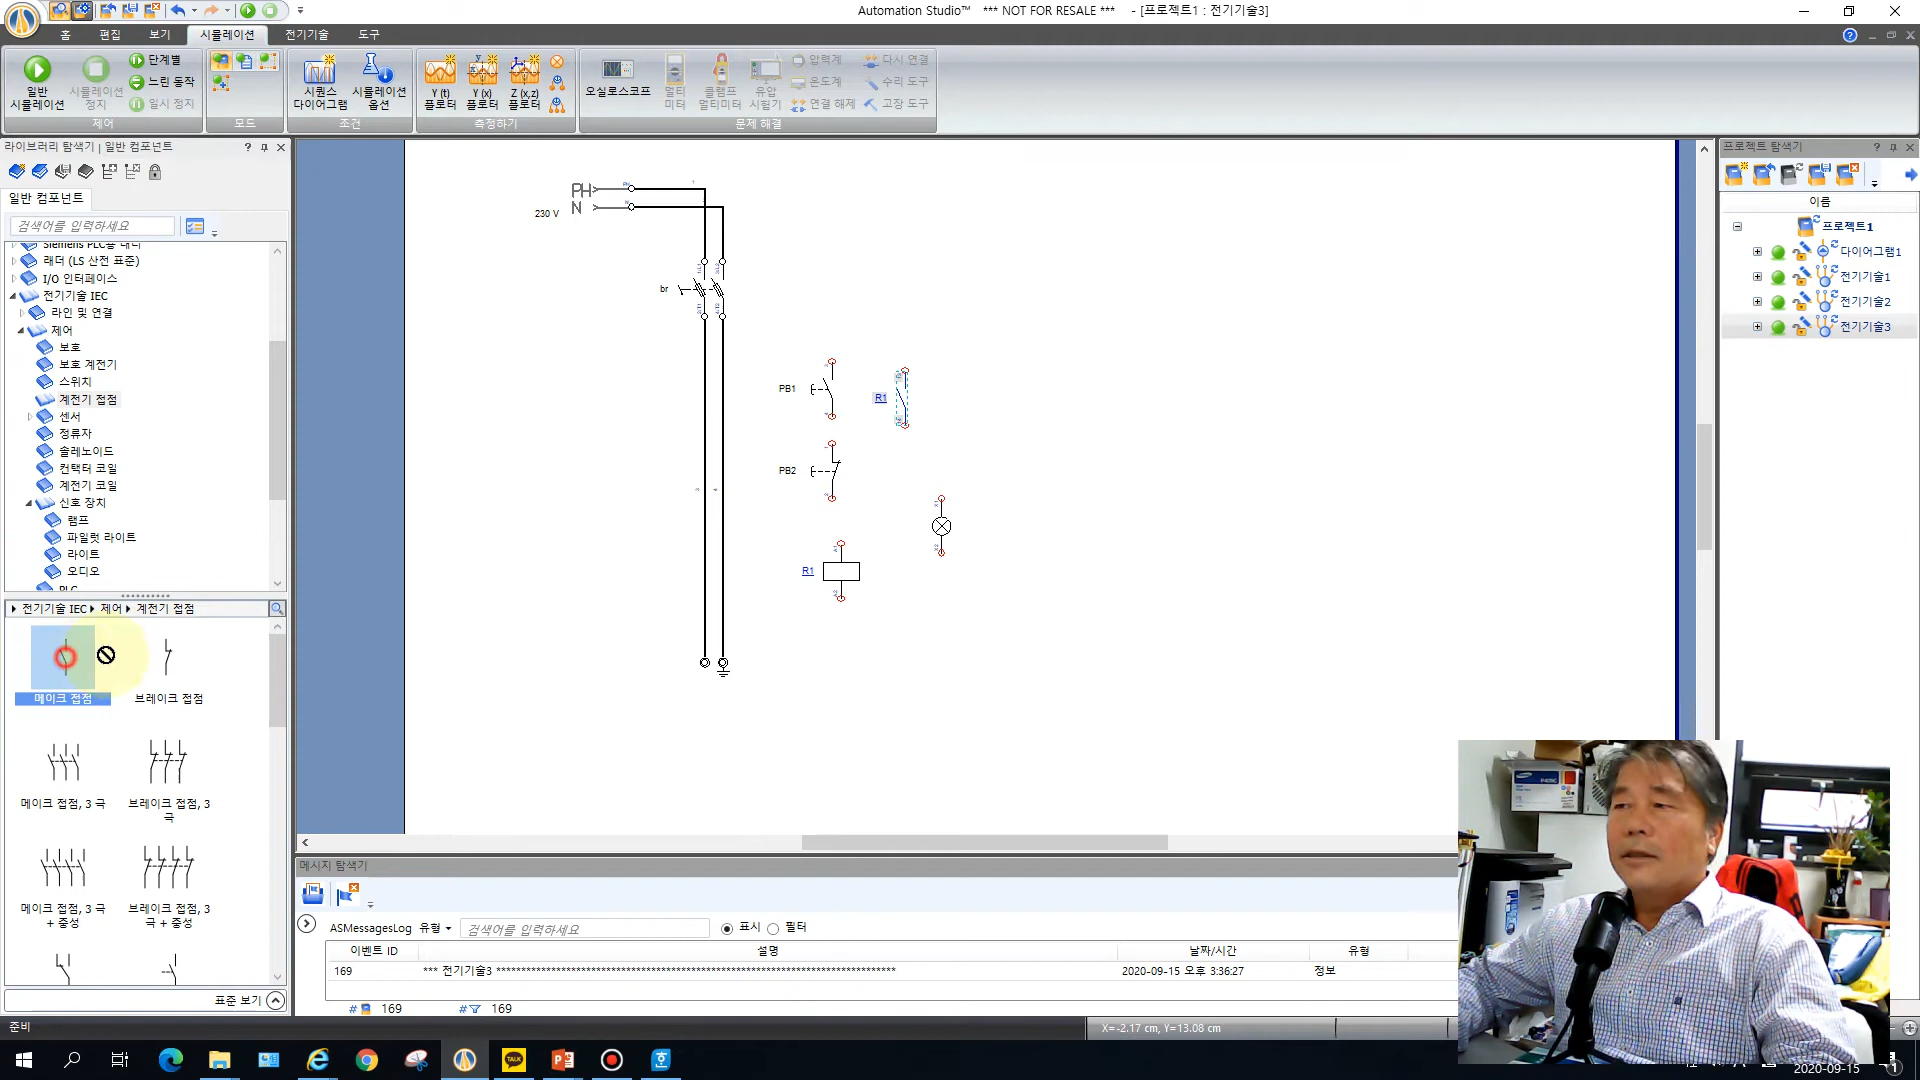 Automation Studio™ *** NOT FOR RESALE *** - [프로젝트1 : 전기기술3]
홈 편집 보기 시뮬레이션 전기기술 도구
일반 시뮬레이션
시뮬레이션 정지
단계별
느린 동작
일시 정지
제어
모드
시퀀스 다이어그램
시뮬레이션 옵션
조건
Y (t) 플로터
Y (x) 플로터
Z (x,z) 플로터
측정하기
오실로스코프
멀티 미터
클램프 멀티미터
유압 시험기
압력계
온도계
연결 해제
다시 연결
수리 도구
고장 도구
문제 해결
라이브러리 탐색기 | 일반 컴포넌트
일반 컴포넌트
검색어를 입력하세요
Siemens PLC용 래더
래더 (LS 산전 표준)
I/O 인터페이스
전기기술 IEC
라인 및 연결
제어
보호
보호 계전기
스위치
계전기 접점
센서
정류자
솔레노이드
컨택터 코일
계전기 코일
신호 장치
램프
파일럿 라이트
라이트
오디오
PLC
전기기술 IEC 제어 계전기 접점
메이크 접점
브레이크 접점
메이크 접점, 3 극
브레이크 접점, 3 극
메이크 접점, 3 극 + 중성
브레이크 접점, 3 극 + 중성
표준 보기
PH
N
230 V
br
PB1
R1
PB2
R1
프로젝트 탐색기
이름
프로젝트1
다이어그램1
전기기술1
전기기술2
전기기술3
메시지 탐색기
ASMessagesLog 유형 검색어를 입력하세요 표시 필터
이벤트 ID 설명 날짜/시간 유형
169 *** 전기기술3 ******************************************************************************** 2020-09-15 오후 3:36:27 정보
# 169 # 169
준비
X=-2.17 cm, Y=13.08 cm
TALK
2020-09-15
1